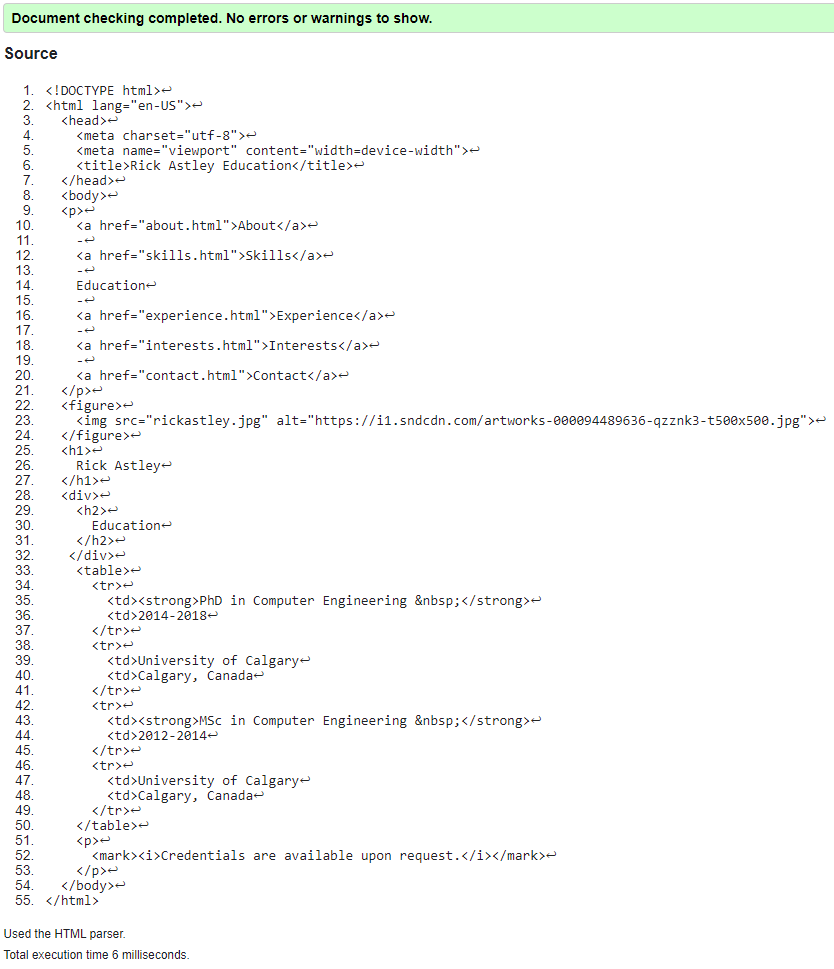 Document checking completed. No errors or warnings to show.
Source
1. <!DOCTYPE html>↩
2. <html lang="en-US">↩
3.   <head>↩
4.     <meta charset="utf-8">↩
5.     <meta name="viewport" content="width=device-width">↩
6.     <title>Rick Astley Education</title>↩
7.   </head>↩
8.   <body>↩
9.   <p>↩
10.     <a href="about.html">About</a>↩
11.     -↩
12.     <a href="skills.html">Skills</a>↩
13.     -↩
14.     Education↩
15.     -↩
16.     <a href="experience.html">Experience</a>↩
17.     -↩
18.     <a href="interests.html">Interests</a>↩
19.     -↩
20.     <a href="contact.html">Contact</a>↩
21.   </p>↩
22.   <figure>↩
23.     <img src="rickastley.jpg" alt="https://i1.sndcdn.com/artworks-000094489636-qzznk3-t500x500.jpg">↩
24.   </figure>↩
25.   <h1>↩
26.     Rick Astley↩
27.   </h1>↩
28.   <div>↩
29.     <h2>↩
30.       Education↩
31.     </h2>↩
32.    </div>↩
33.     <table>↩
34.       <tr>↩
35.         <td><strong>PhD in Computer Engineering &nbsp;</strong>↩
36.         <td>2014-2018↩
37.       </tr>↩
38.       <tr>↩
39.         <td>University of Calgary↩
40.         <td>Calgary, Canada↩
41.       </tr>↩
42.       <tr>↩
43.         <td><strong>MSc in Computer Engineering &nbsp;</strong>↩
44.         <td>2012-2014↩
45.       </tr>↩
46.       <tr>↩
47.         <td>University of Calgary↩
48.         <td>Calgary, Canada↩
49.       </tr>↩
50.     </table>↩
51.     <p>↩
52.       <mark><i>Credentials are available upon request.</i></mark>↩
53.     </p>↩
54.   </body>↩
55. </html>
Used the HTML parser.
Total execution time 6 milliseconds.